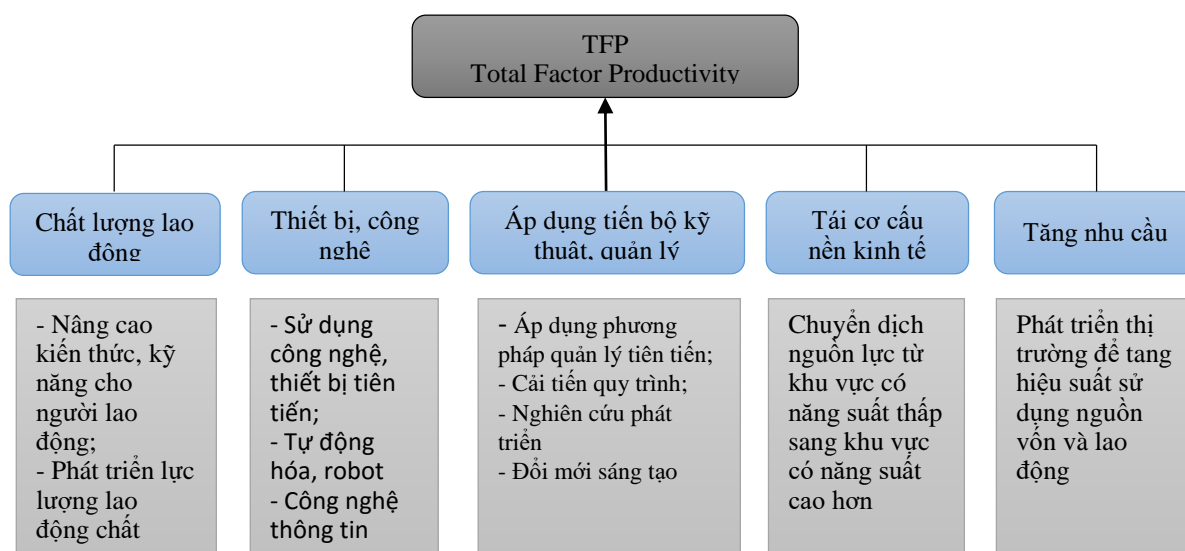 TFP
Total Factor Productivity
Chất lượng lao
động
Thiết bị, công
nghệ
Áp dụng tiến bộ kỹ
thuật, quản lý
Tái cơ cấu
nền kinh tế
Tăng nhu cầu
- Nâng cao
kiến thức, kỹ
năng cho
người lao
động;
- Phát triển lực
lượng lao
động chất
- Sử dụng
công nghệ,
thiết bị tiên
tiến;
- Tự động
hóa, robot
- Công nghệ
thông tin
- Áp dụng phương
pháp quản lý tiên tiến;
- Cải tiến quy trình;
- Nghiên cứu phát
triển
- Đổi mới sáng tạo
Chuyển dịch
nguồn lực từ
khu vực có
năng suất thấp
sang khu vực
có năng suất
cao hơn
Phát triển thị
trường để tang
hiệu suất sử
dụng nguồn
vốn và lao
động